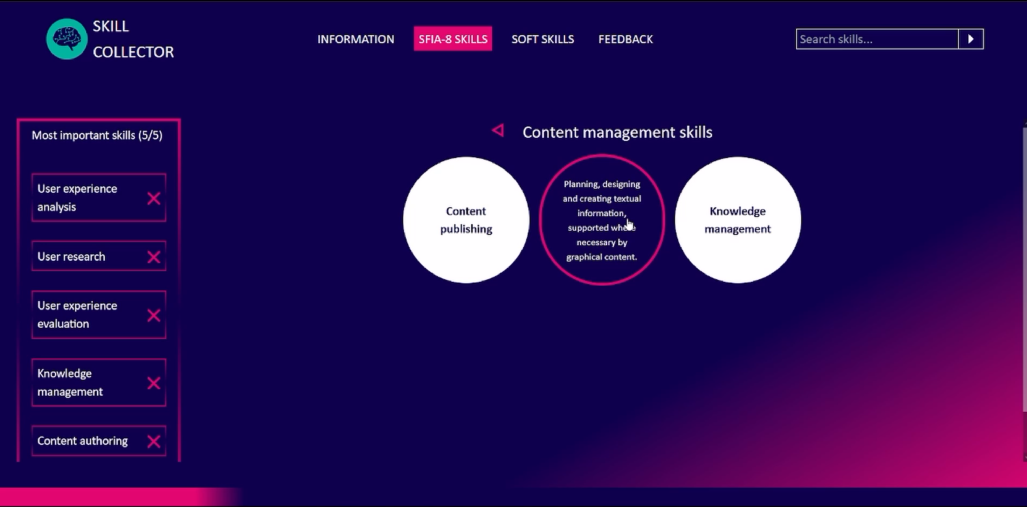 SKILL
COLLECTOR
INFORMATION
SFIA-8 SKILLS
SOFT SKILLS
FEEDBACK
Search skills...
Most important skills (5/5)
User experience
analysis
User research
User experience
evaluation
Knowledge
management
Content authoring
Content management skills
Content
publishing
Planning, designing
and creating textual
information,
supported where
necessary by
graphical content.
Knowledge
management